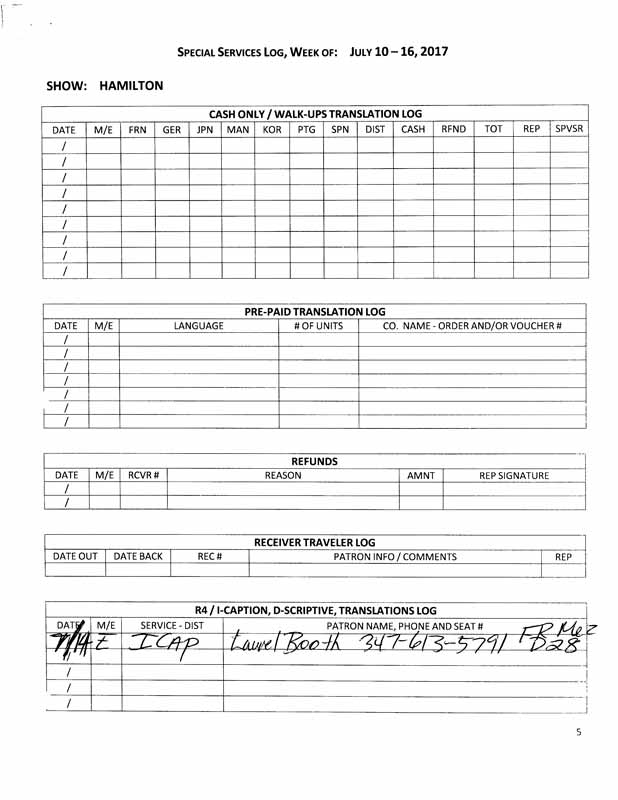 SPECIAL SERVICES LOG, WEEK OF: JULY 10 – 16, 2017
SHOW: HAMILTON
CASH ONLY / WALK-UPS TRANSLATION LOG
DATE M/E FRN GER JPN MAN KOR PTG SPN DIST CASH RFND TOT REP SPVSR
/
/
/
/
/
/
/
/
/
PRE-PAID TRANSLATION LOG
DATE M/E LANGUAGE # OF UNITS CO. NAME - ORDER AND/OR VOUCHER #
/
/
/
/
/
/
/
REFUNDS
DATE M/E RCVR # REASON AMNT REP SIGNATURE
/
/
RECEIVER TRAVELER LOG
DATE OUT DATE BACK REC # PATRON INFO / COMMENTS REP
R4 / I-CAPTION, D-SCRIPTIVE, TRANSLATIONS LOG
DATE M/E SERVICE - DIST PATRON NAME, PHONE AND SEAT #
E ICAP Laurel Booth 347-613-5791 FR Mez
D28
/
/
/
5